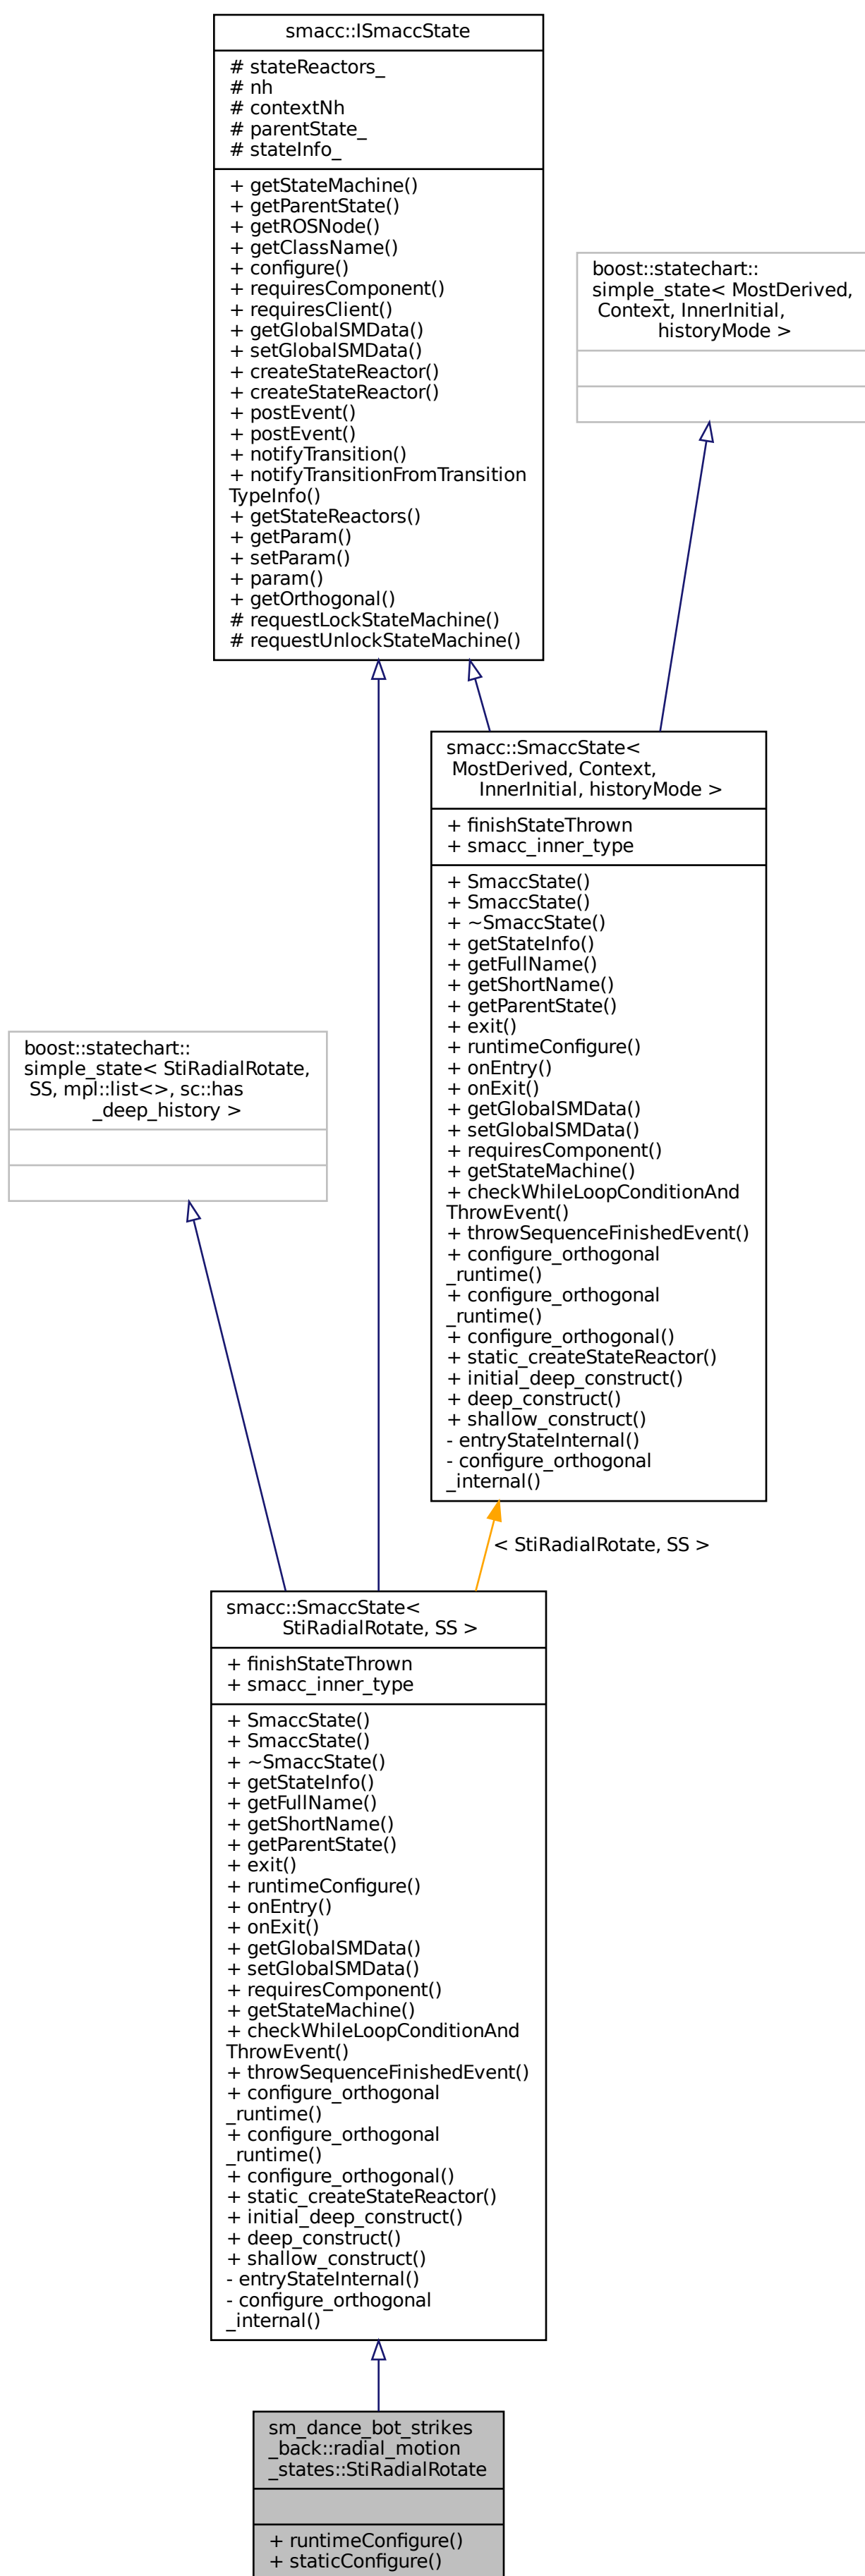 smacc::ISmaccState
# stateReactors_
# nh
# contextNh
# parentState_
# stateInfo_
+ getStateMachine()
+ getParentState()
+ getROSNode()
+ getClassName()
+ configure()
+ requiresComponent()
+ requiresClient()
+ getGlobalSMData()
+ setGlobalSMData()
+ createStateReactor()
+ createStateReactor()
+ postEvent()
+ postEvent()
+ notifyTransition()
+ notifyTransitionFromTransition
TypeInfo()
+ getStateReactors()
+ getParam()
+ setParam()
+ param()
+ getOrthogonal()
# requestLockStateMachine()
# requestUnlockStateMachine()
boost::statechart::
simple_state< MostDerived,
Context, InnerInitial,
historyMode >
smacc::SmaccState<
MostDerived, Context,
InnerInitial, historyMode >
+ finishStateThrown
+ smacc_inner_type
+ SmaccState()
+ SmaccState()
+ ~SmaccState()
+ getStateInfo()
+ getFullName()
+ getShortName()
+ getParentState()
+ exit()
+ runtimeConfigure()
+ onEntry()
+ onExit()
+ getGlobalSMData()
+ setGlobalSMData()
+ requiresComponent()
+ getStateMachine()
+ checkWhileLoopConditionAnd
ThrowEvent()
+ throwSequenceFinishedEvent()
+ configure_orthogonal
_runtime()
+ configure_orthogonal
_runtime()
+ configure_orthogonal()
+ static_createStateReactor()
+ initial_deep_construct()
+ deep_construct()
+ shallow_construct()
- entryStateInternal()
- configure_orthogonal
_internal()
boost::statechart::
simple_state< StiRadialRotate,
SS, mpl::list<>, sc::has
_deep_history >
< StiRadialRotate, SS >
smacc::SmaccState<
StiRadialRotate, SS >
+ finishStateThrown
+ smacc_inner_type
+ SmaccState()
+ SmaccState()
+ ~SmaccState()
+ getStateInfo()
+ getFullName()
+ getShortName()
+ getParentState()
+ exit()
+ runtimeConfigure()
+ onEntry()
+ onExit()
+ getGlobalSMData()
+ setGlobalSMData()
+ requiresComponent()
+ getStateMachine()
+ checkWhileLoopConditionAnd
ThrowEvent()
+ throwSequenceFinishedEvent()
+ configure_orthogonal
_runtime()
+ configure_orthogonal
_runtime()
+ configure_orthogonal()
+ static_createStateReactor()
+ initial_deep_construct()
+ deep_construct()
+ shallow_construct()
- entryStateInternal()
- configure_orthogonal
_internal()
sm_dance_bot_strikes
_back::radial_motion
_states::StiRadialRotate
+ runtimeConfigure()
+ staticConfigure()